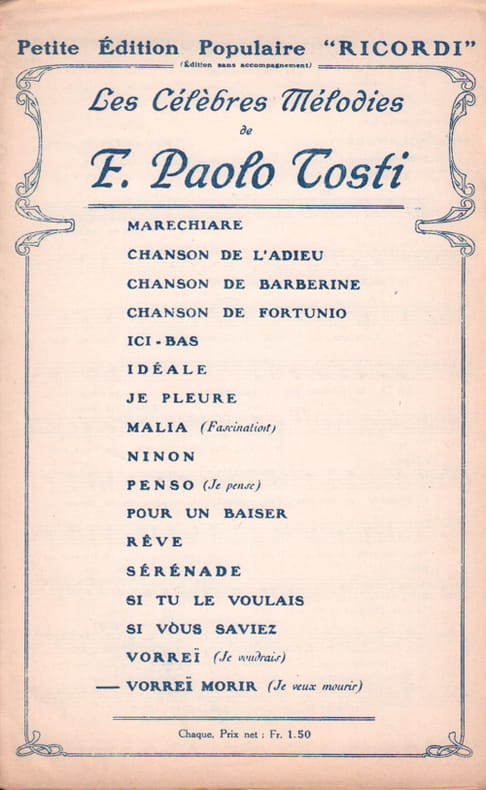 Petite Édition Populaire “RICORDI”
(Édition sans accompagnement)
Les Célèbres Mélodies
de
F. Paolo Tosti
MARECHIARE
CHANSON DE L'ADIEU
CHANSON DE BARBERINE
CHANSON DE FORTUNIO
ICI-BAS
IDÉALE
JE PLEURE
MALIA (Fascination)
NINON
PENSO (Je pense)
POUR UN BAISER
RÊVE
SÉRÉNADE
SI TU LE VOULAIS
SI VOUS SAVIEZ
VORREÏ (Je voudrais)
— VORREÏ MORIR (Je veux mourir)
Chaque, Prix net : Fr. 1.50